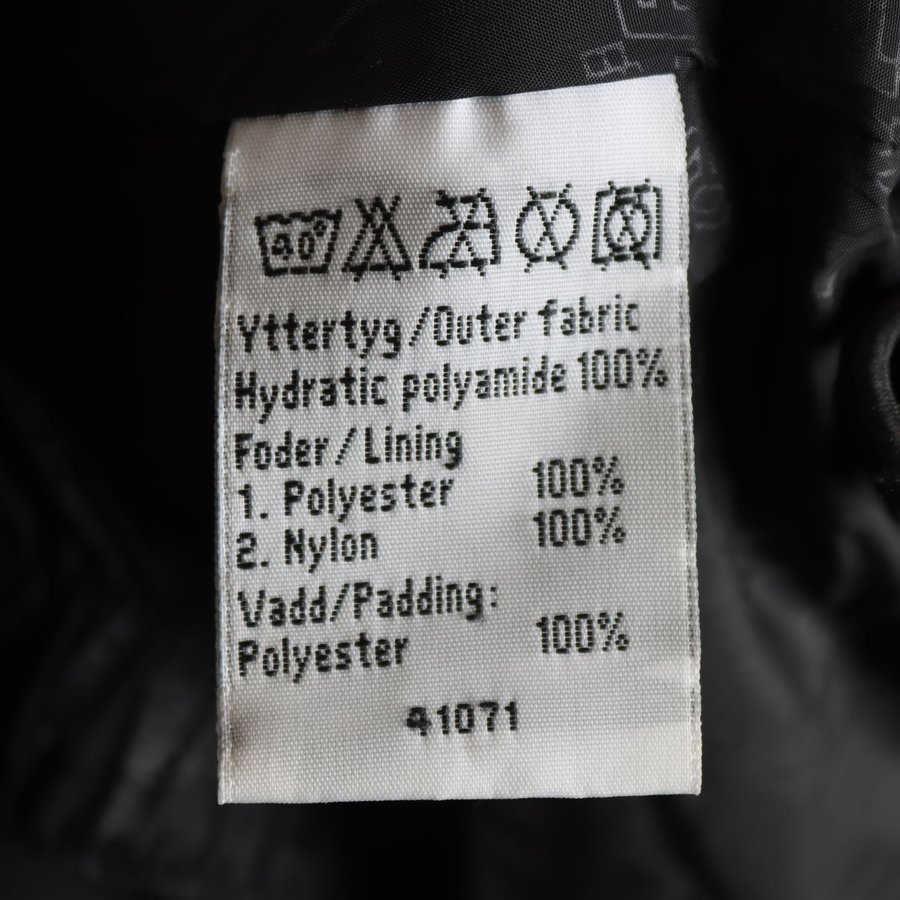 40°
Yttertyg/Outer fabric
Hydratic polyamide 100%
Foder/Lining
1. Polyester 100%
2. Nylon 100%
Vadd/Padding:
Polyester 100%
41071